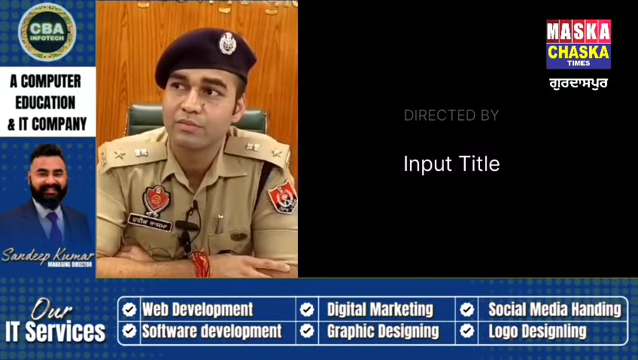 CBA
INFOTECH
A COMPUTER
EDUCATION
& IT COMPANY
Sandeep Kumar
MANAGING DIRECTOR
MASKA
CHASKA
TIMES
ਗੁਰਦਾਸਪੁਰ
DIRECTED BY
Input Title
Our
IT Services
Web Development
Digital Marketing
Social Media Handing
Software development
Graphic Designing
Logo Designling